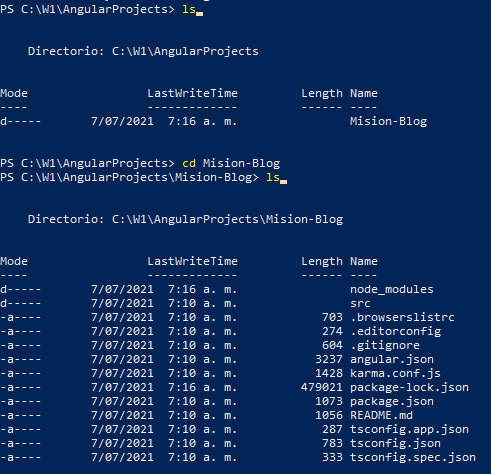 PS C:\W1\AngularProjects> ls
Directorio: C:\W1\AngularProjects
Mode LastWriteTime Length Name
---- ------------- ------ ----
d----- 7/07/2021 7:16 a. m. Mision-Blog
PS C:\W1\AngularProjects> cd Mision-Blog
PS C:\W1\AngularProjects\Mision-Blog> ls
Directorio: C:\W1\AngularProjects\Mision-Blog
Mode LastWriteTime Length Name
---- ------------- ------ ----
d----- 7/07/2021 7:16 a. m. node_modules
d----- 7/07/2021 7:10 a. m. src
-a---- 7/07/2021 7:10 a. m. 703 .browserslistrc
-a---- 7/07/2021 7:10 a. m. 274 .editorconfig
-a---- 7/07/2021 7:10 a. m. 604 .gitignore
-a---- 7/07/2021 7:10 a. m. 3237 angular.json
-a---- 7/07/2021 7:10 a. m. 1428 karma.conf.js
-a---- 7/07/2021 7:16 a. m. 479021 package-lock.json
-a---- 7/07/2021 7:10 a. m. 1073 package.json
-a---- 7/07/2021 7:10 a. m. 1056 README.md
-a---- 7/07/2021 7:10 a. m. 287 tsconfig.app.json
-a---- 7/07/2021 7:10 a. m. 783 tsconfig.json
-a---- 7/07/2021 7:10 a. m. 333 tsconfig.spec.json